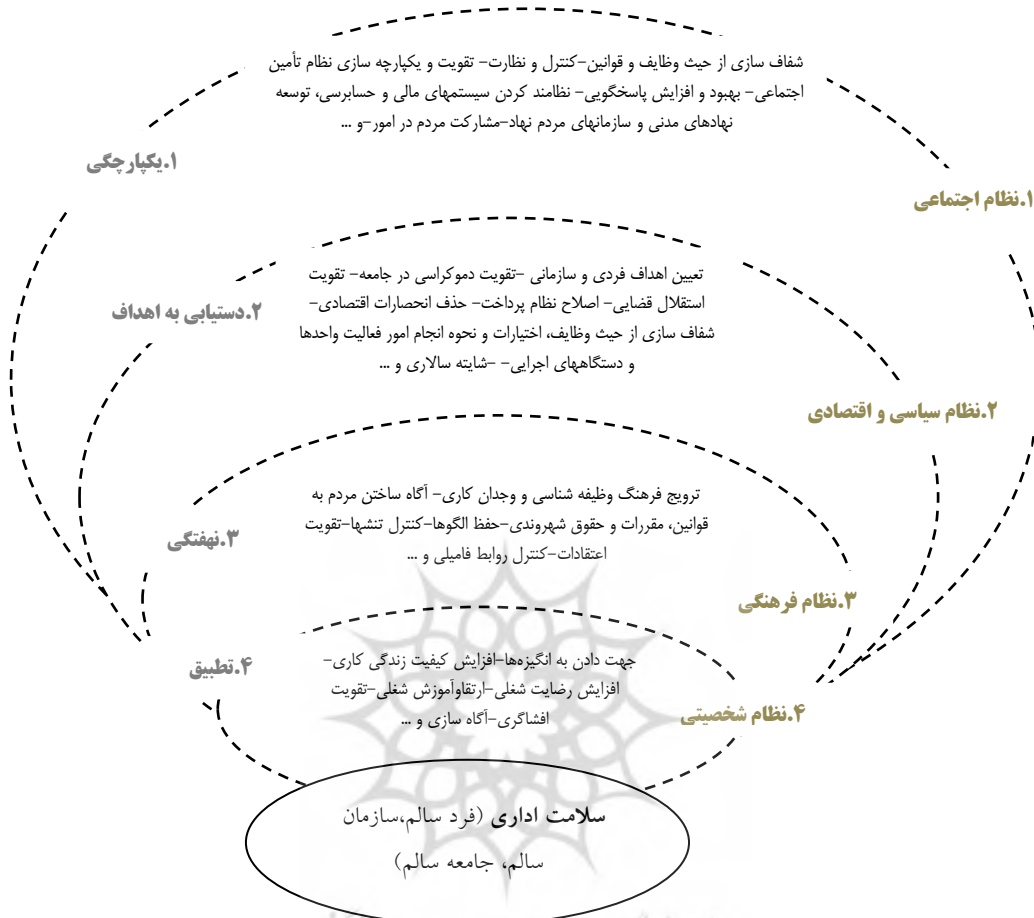 شفاف سازی از حیث وظایف و قوانین-کنترل و نظارت- تقویت و یکپارچه سازی نظام تأمین
اجتماعی- بهبود و افزایش پاسخگویی- نظامند کردن سیستمهای مالی و حسابرسی، توسعه
نهادهای مدنی و سازمانهای مردم نهاد-مشارکت مردم در امور-و ...
۱.یکپارچگی
۱.نظام اجتماعی
تعیین اهداف فردی و سازمانی -تقویت دموکراسی در جامعه- تقویت
استقلال قضایی- اصلاح نظام پرداخت- حذف انحصارات اقتصادی-
شفاف سازی از حیث وظایف، اختیارات و نحوه انجام امور فعالیت واحدها
و دستگاههای اجرایی- -شایته سالاری و ...
۲.دستیابی به اهداف
۲.نظام سیاسی و اقتصادی
ترویج فرهنگ وظیفه شناسی و وجدان کاری- آگاه ساختن مردم به
قوانین، مقررات و حقوق شهروندی-حفظ الگوها-کنترل تنشها-تقویت
اعتقادات-کنترل روابط فامیلی و ...
۳.نهفتگی
۳.نظام فرهنگی
جهت دادن به انگیزه‌ها-افزایش کیفیت زندگی کاری-
افزایش رضایت شغلی-ارتقاوآموزش شغلی-تقویت
افشاگری-آگاه سازی و ...
۴.تطبیق
۴.نظام شخصیتی
سلامت اداری (فرد سالم،سازمان
سالم، جامعه سالم)